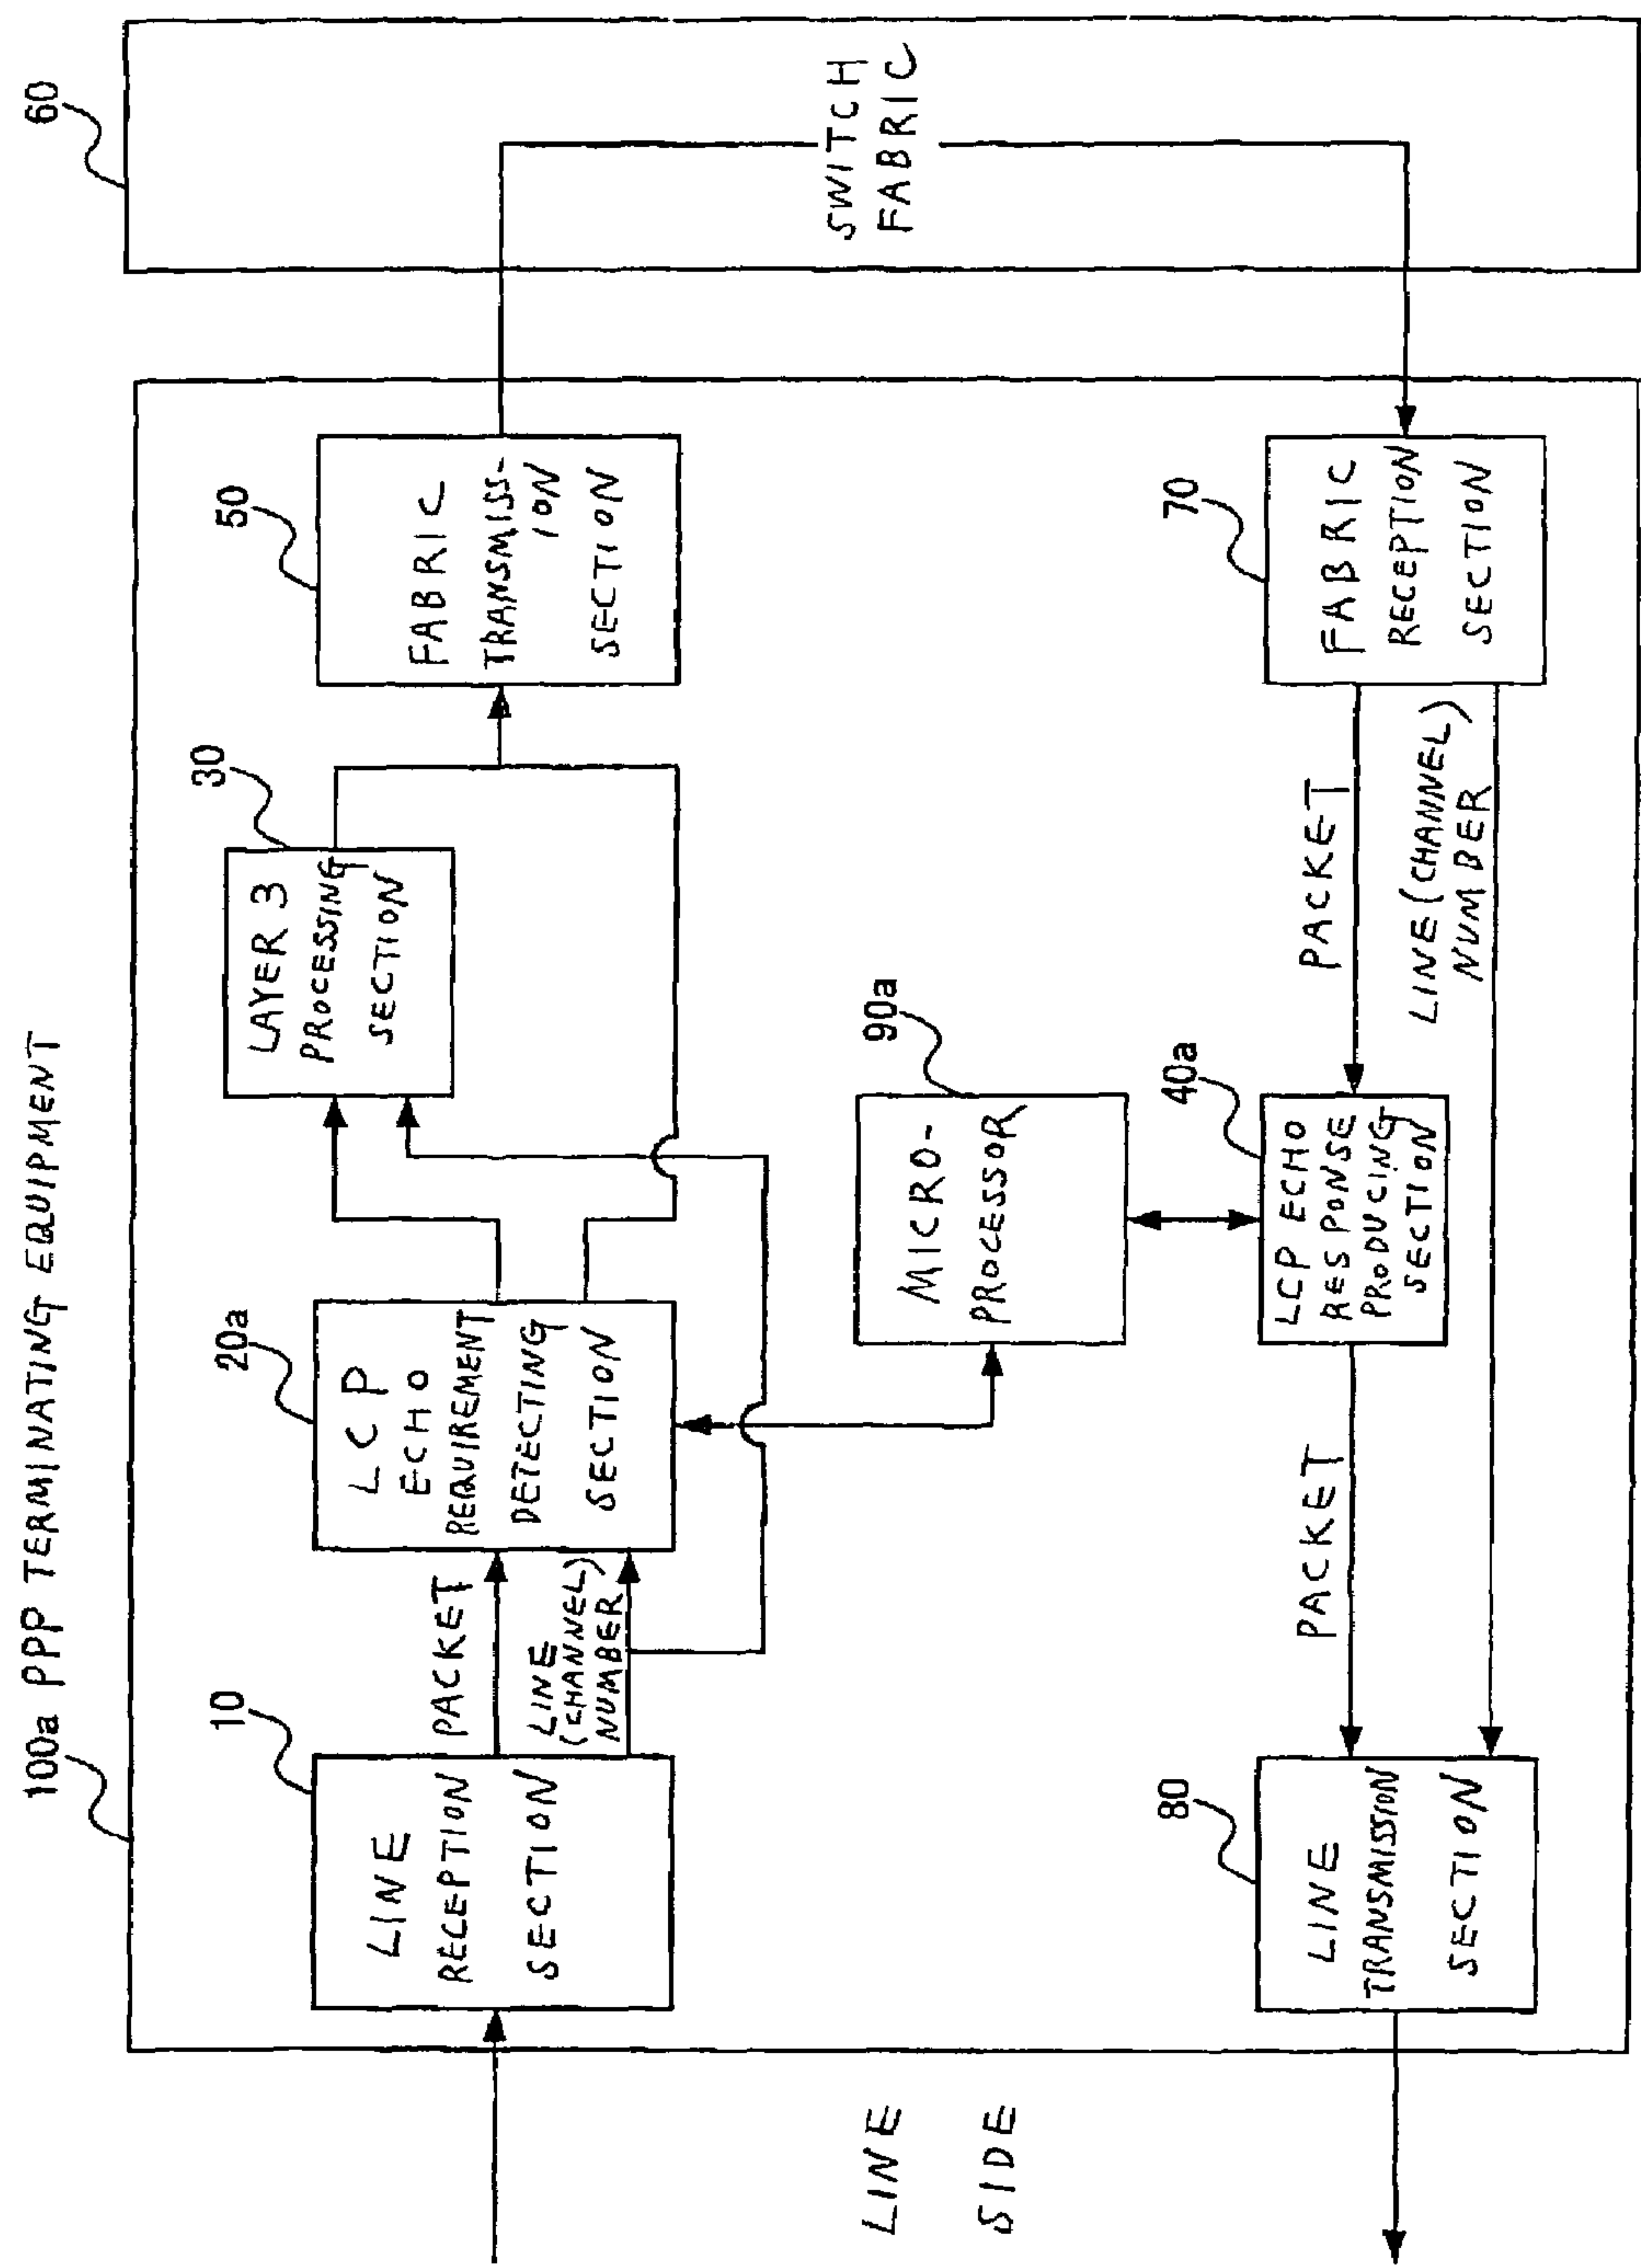 100a PPP TERMINATING EQUIPMENT
60
10
LINE
RECEPTION
SECTION
PACKET
LINE
(CHANNEL)
NUMBER
20a
LCP
ECHO
REQUIREMENT
DETECTING
SECTION
30
LAYER 3
PROCESSING
SECTION
50
FABRIC
TRANSMISS-
ION
SECTION
SWITCH
FABRIC
LINE
SIDE
90a
MICRO-
PROCESSOR
80
LINE
TRANSMISSION
SECTION
PACKET
40a
LCP ECHO
RESPONSE
PRODUCING
SECTION
PACKET
LINE(CHANNEL)
NUMBER
70
FABRIC
RECEPTION
SECTION